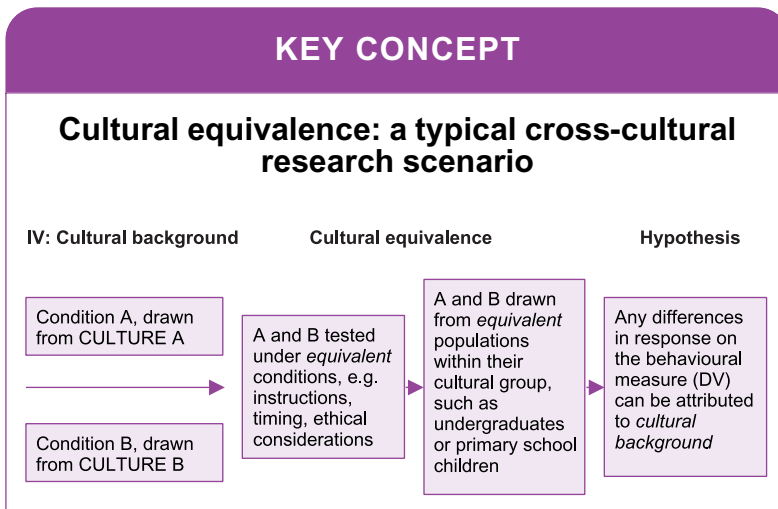 KEY CONCEPT
Cultural equivalence: a typical cross-cultural
research scenario
IV: Cultural background
Cultural equivalence
Hypothesis
Condition A, drawn
from CULTURE A
Condition B, drawn
from CULTURE B
A and B tested
under equivalent
conditions, e.g.
instructions,
timing, ethical
considerations
A and B drawn
from equivalent
populations
within their
cultural group,
such as
undergraduates
or primary school
children
Any differences
in response on
the behavioural
measure (DV)
can be attributed
to cultural
background